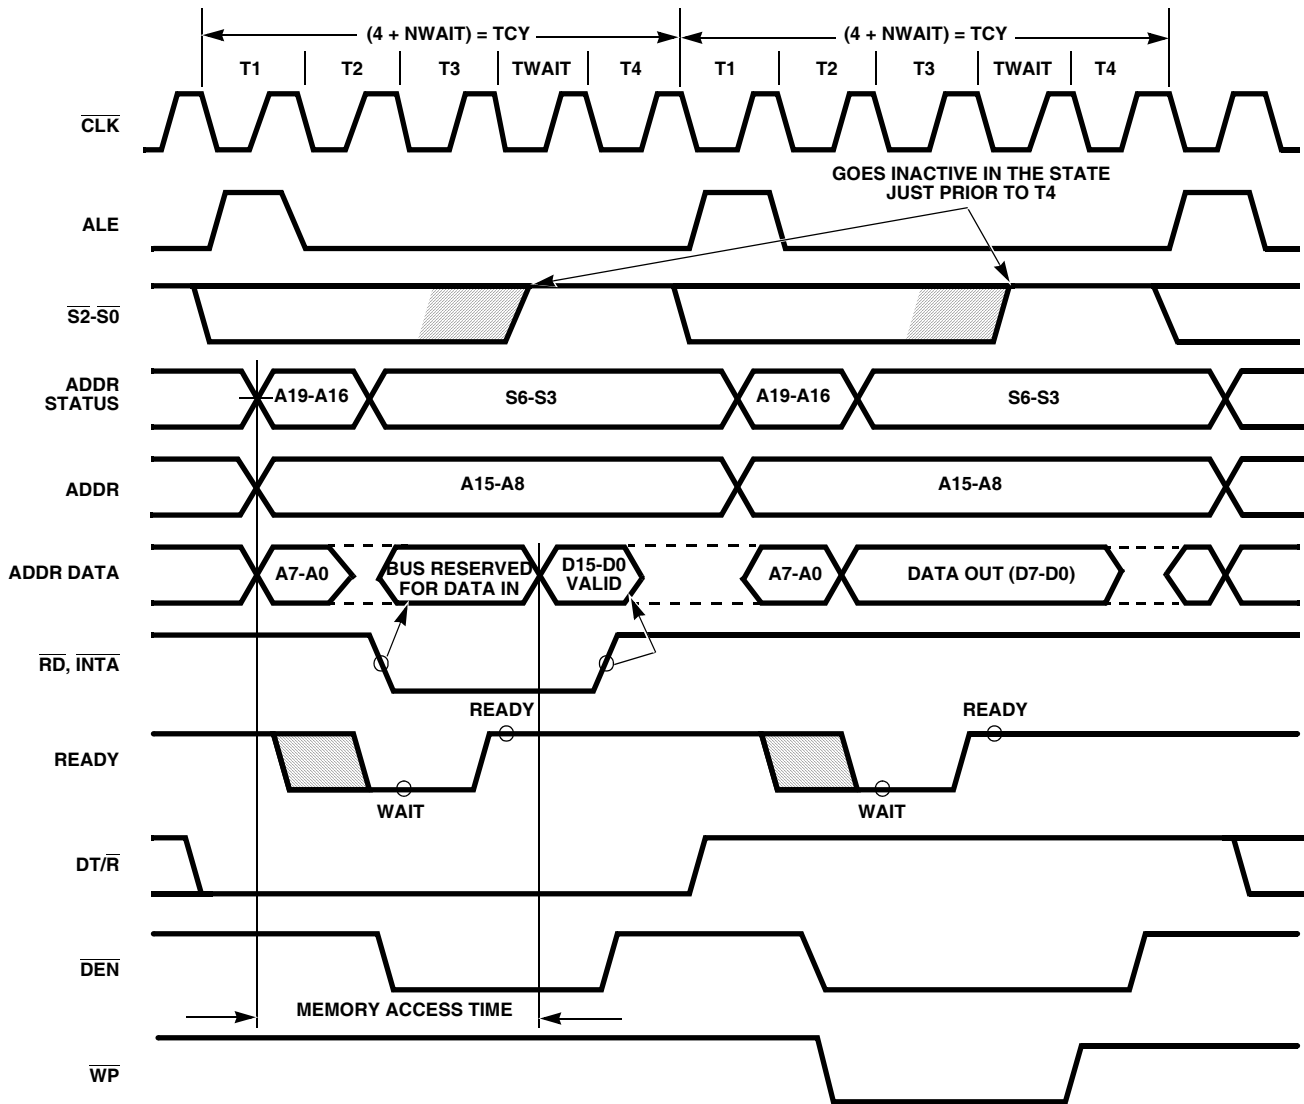 (4 + NWAIT) = TCY (4 + NWAIT) = TCY
T1 T2 T3 TWAIT T4 T1 T2 T3 TWAIT T4
CLK
GOES INACTIVE IN THE STATE
JUST PRIOR TO T4
ALE
S2-S0
ADDR
STATUS
A19-A16 S6-S3 A19-A16 S6-S3
ADDR
A15-A8 A15-A8
ADDR DATA
A7-A0
BUS RESERVED
FOR DATA IN
D15-D0
VALID
A7-A0 DATA OUT (D7-D0)
RD, INTA
READY READY
READY
WAIT WAIT
DT/R
DEN
MEMORY ACCESS TIME
WP